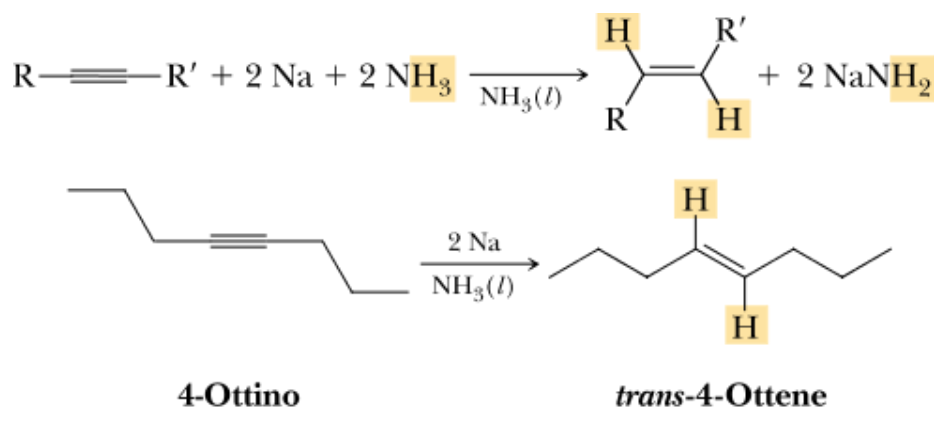 R R′ + 2 Na + 2 NH₃ NH₃(l) H R′ R H + 2 NaNH₂
2 Na
NH₃(l)
H
H
4-Ottino trans-4-Ottene